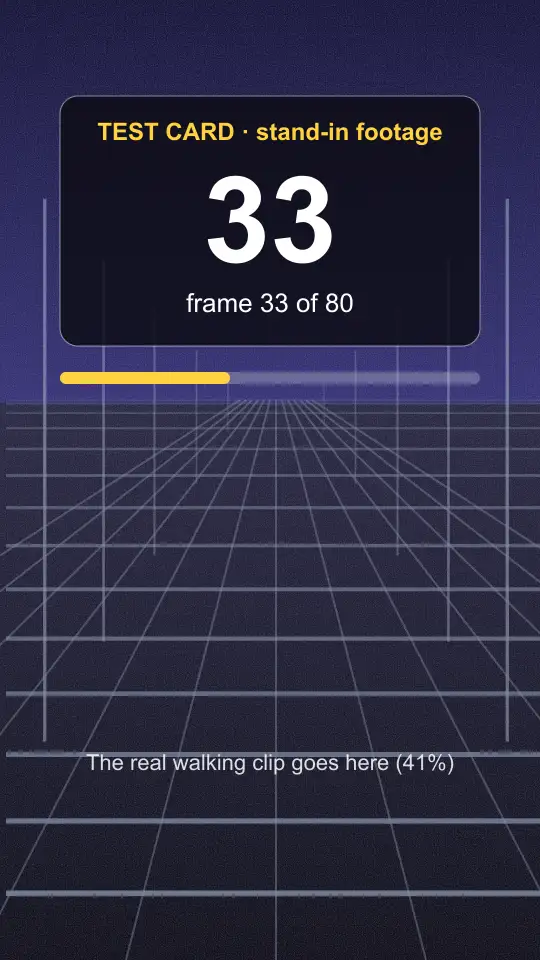 TEST CARD · stand-in footage
33
frame 33 of 80
The real walking clip goes here (41%)